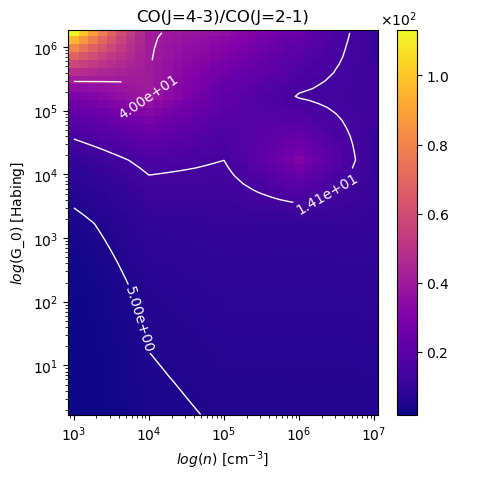 CO(J=4-3)/CO(J=2-1)
×10²
10⁶
10⁵
10⁴
10³
10²
10¹
log(G_0) [Habing]
4.00e+01
1.41e+01
5.00e+00
1.0
0.8
0.6
0.4
0.2
10³
10⁴
10⁵
10⁶
10⁷
log(n) [cm⁻³]